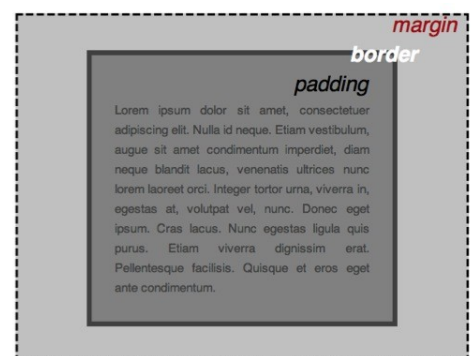 margin
border
padding
Lorem ipsum dolor sit amet, consectetuer
adipiscing elit. Nulla id neque. Etiam vestibulum,
augue sit amet condimentum imperdiet, diam
neque blandit lacus, venenatis ultrices nunc
lorem laoreet orci. Integer tortor urna, viverra in,
egestas at, volutpat vel, nunc. Donec eget
ipsum. Cras lacus. Nunc egestas ligula quis
purus. Etiam viverra dignissim erat.
Pellentesque facilisis. Quisque et eros eget
ante condimentum.